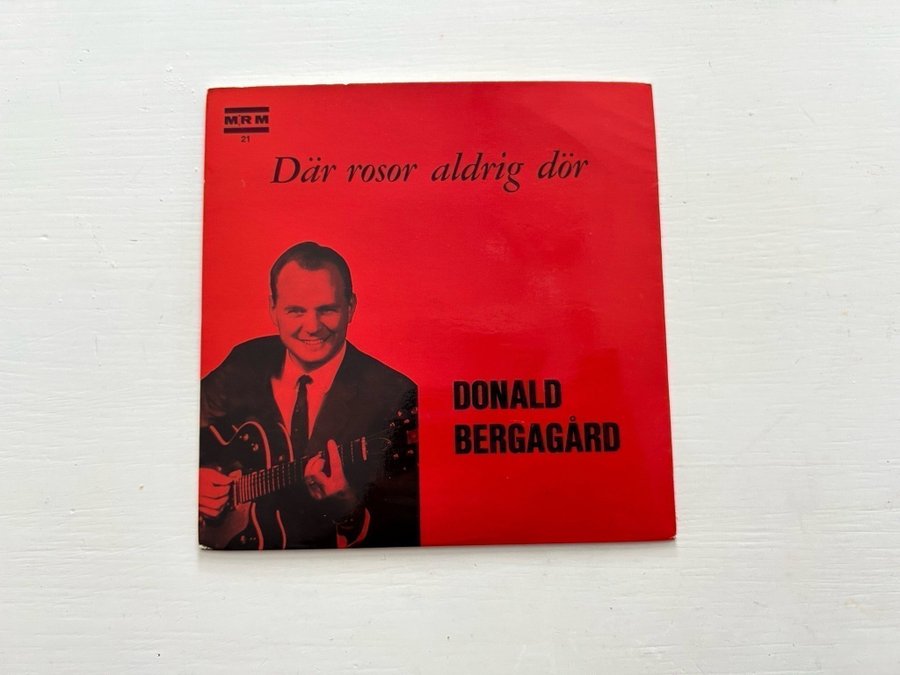 MRM
21
Där rosor aldrig dör
DONALD
BERGAGÅRD